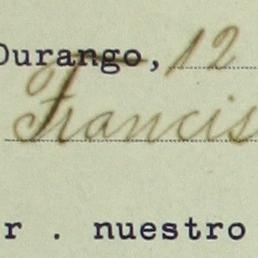 Durango, 12
Francis
r . nuestro